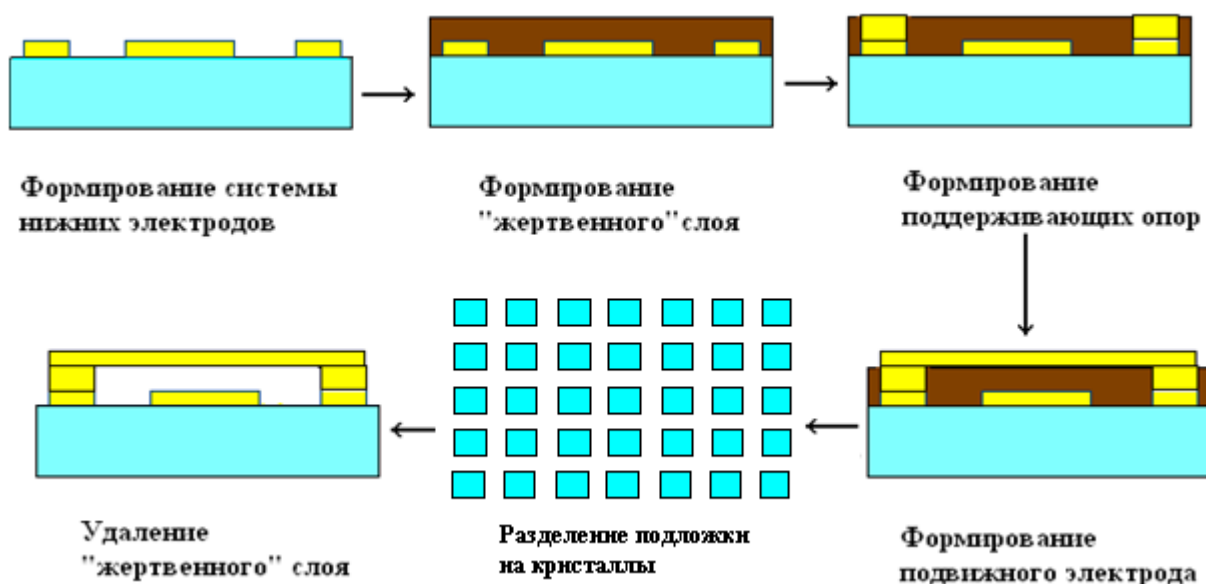 Формирование системы
нижних электродов
Формирование
"жертвенного" слоя
Формирование
поддерживающих опор
Формирование
подвижного электрода
Разделение подложки
на кристаллы
Удаление
"жертвенного" слоя